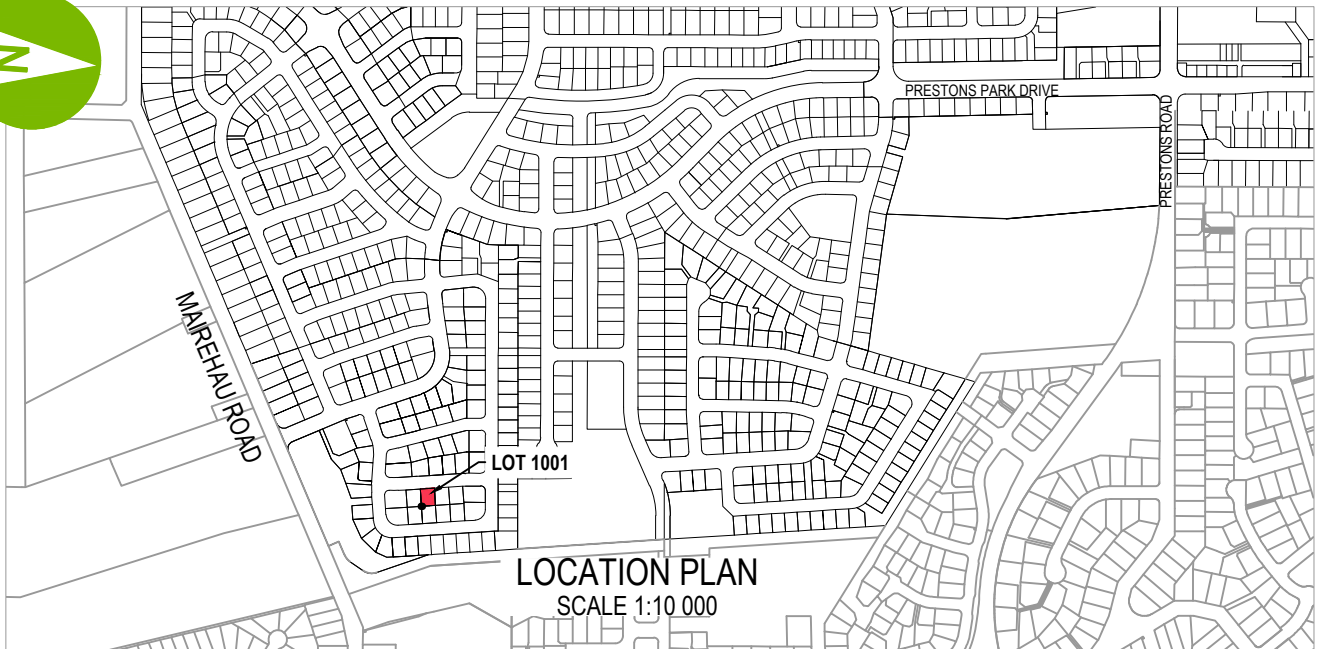 N
PRESTONS PARK DRIVE
PRESTONS ROAD
MAIREHAU ROAD
LOT 1001
LOCATION PLAN
SCALE 1:10 000